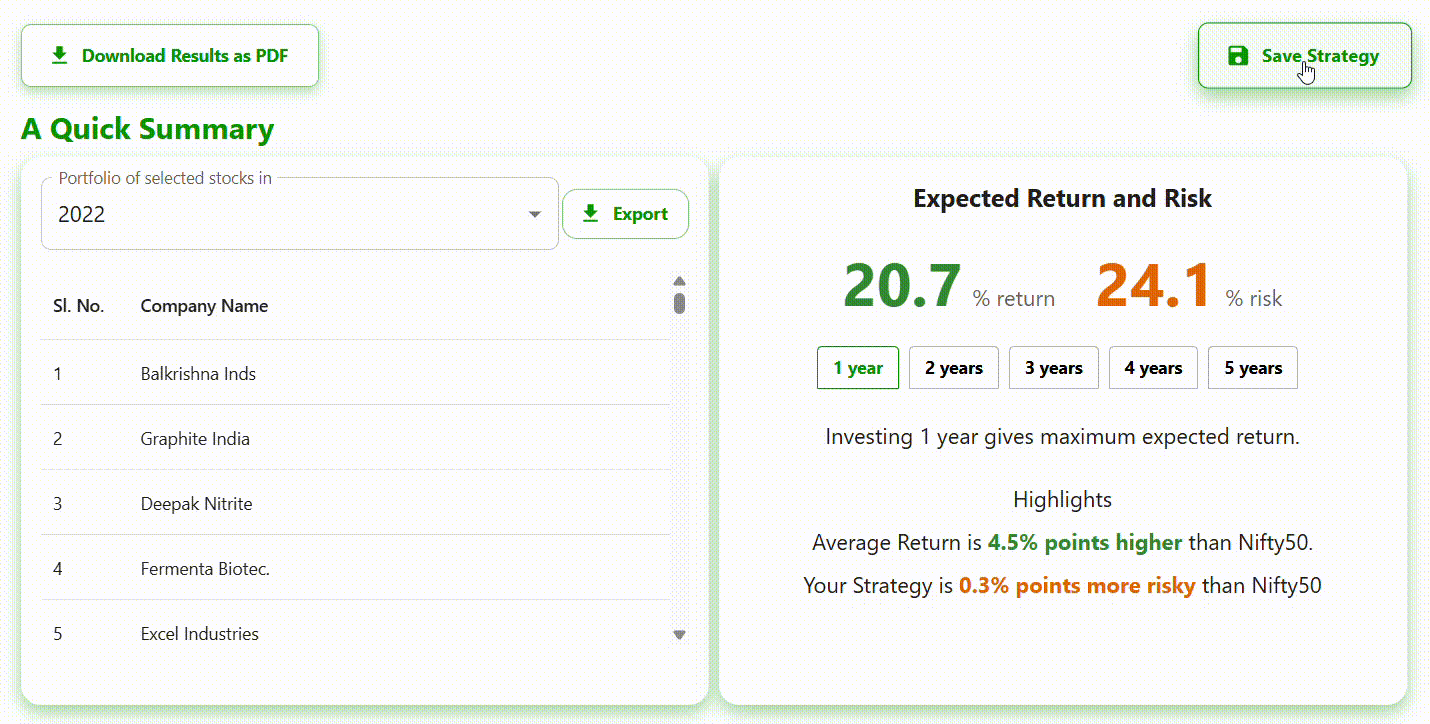 Download Results as PDF
Save Strategy
A Quick Summary
Portfolio of selected stocks in
2022
Export
Sl. No. Company Name
1 Balkrishna Inds
2 Graphite India
3 Deepak Nitrite
4 Fermenta Biotec.
5 Excel Industries
Expected Return and Risk
20.7 % return 24.1 % risk
1 year 2 years 3 years 4 years 5 years
Investing 1 year gives maximum expected return.
Highlights
Average Return is 4.5% points higher than Nifty50.
Your Strategy is 0.3% points more risky than Nifty50